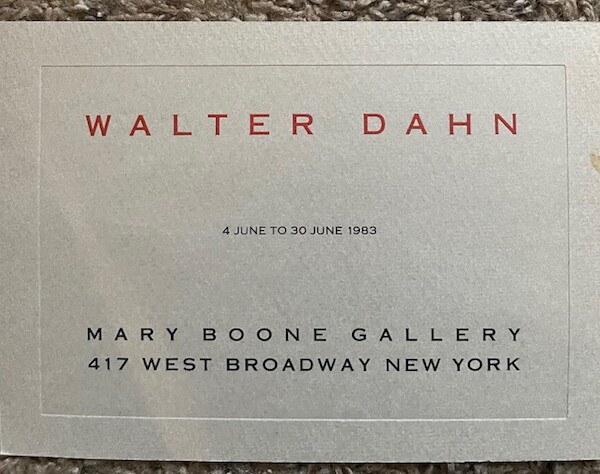 WALTER DAHN
4 JUNE TO 30 JUNE 1983
MARY BOONE GALLERY
417 WEST BROADWAY NEW YORK